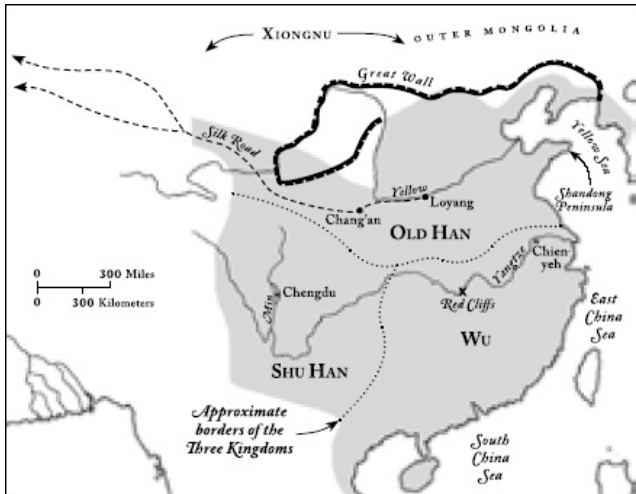 XIONGNU
OUTER MONGOLIA
Great Wall
Silk Road
Yellow Sea
Yellow
Loyang
Shandong
Peninsula
Chang'an
OLD HAN
Chien-
yeh
Yangtze
0 300 Miles
0 300 Kilometers
Min
Chengdu
Red Cliffs
East
China
Sea
WU
SHU HAN
Approximate
borders of the
Three Kingdoms
South
China Sea